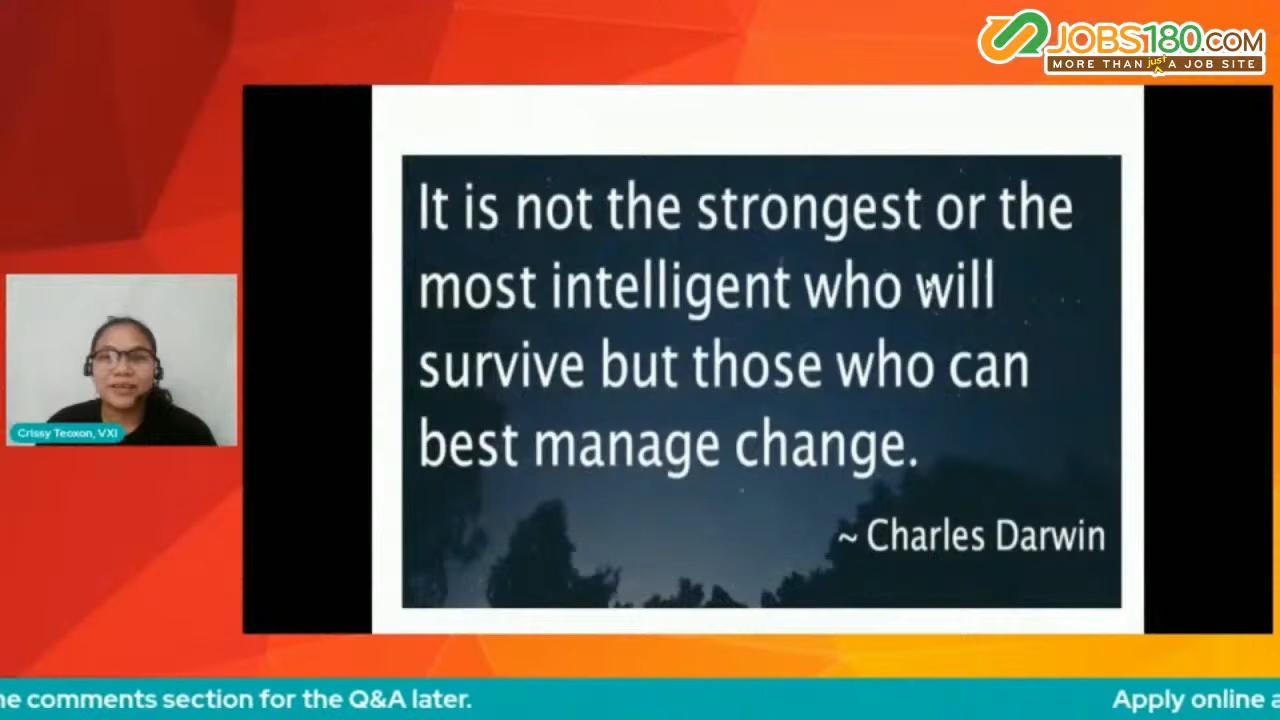 JOBS180.COM
MORE THAN just A JOB SITE
It is not the strongest or the
most intelligent who will
survive but those who can
best manage change.
~ Charles Darwin
Crissy Teoxon, VXI
he comments section for the Q&A later.
Apply online a